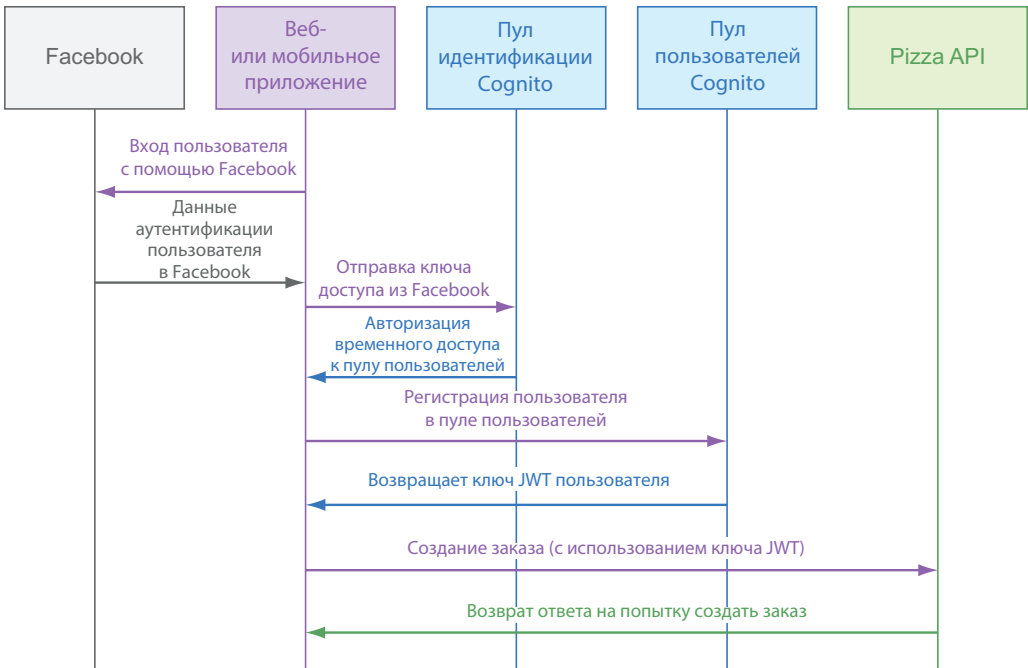 Facebook
Веб-
или мобильное
приложение
Пул
идентификации
Cognito
Пул
пользователей
Cognito
Pizza API
Вход пользователя
с помощью Facebook
Данные
аутентификации
пользователя
в Facebook
Отправка ключа
доступа из Facebook
Авторизация
временного доступа
к пулу пользователей
Регистрация пользователя
в пуле пользователей
Возвращает ключ JWT пользователя
Создание заказа (с использованием ключа JWT)
Возврат ответа на попытку создать заказ